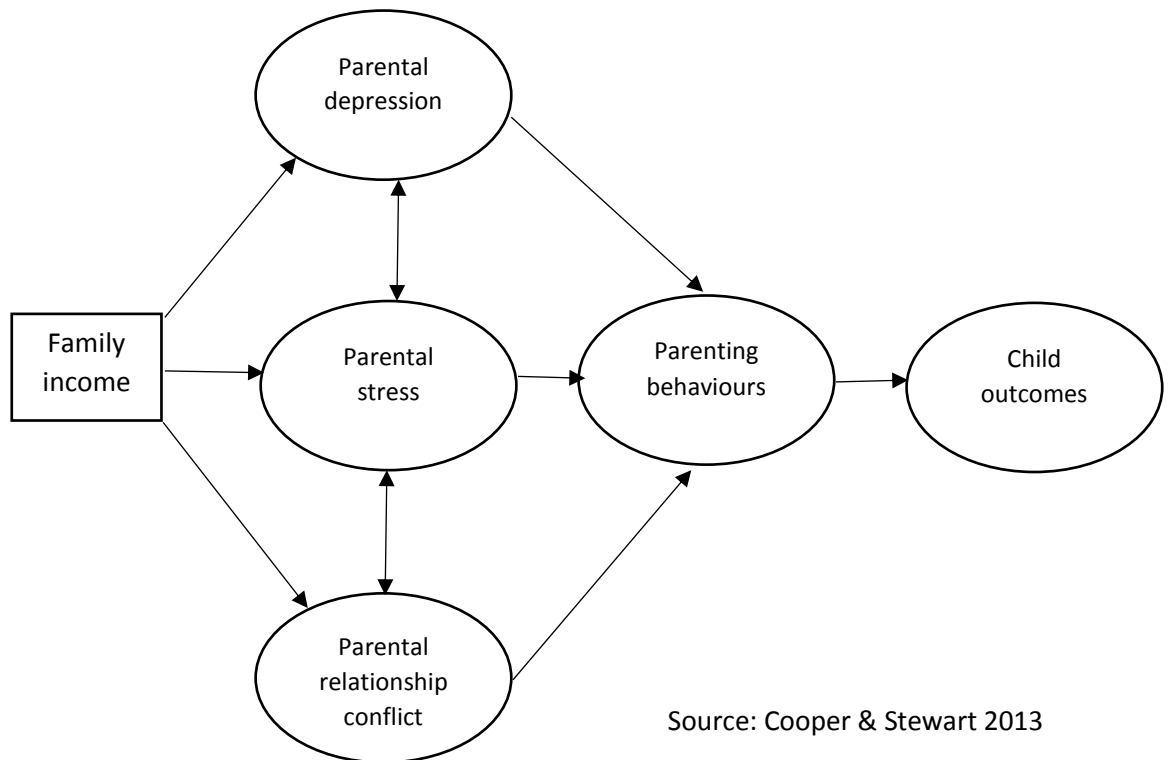 Parental
depression
Family
income
Parental
stress
Parenting
behaviours
Child
outcomes
Parental
relationship
conflict
Source: Cooper & Stewart 2013